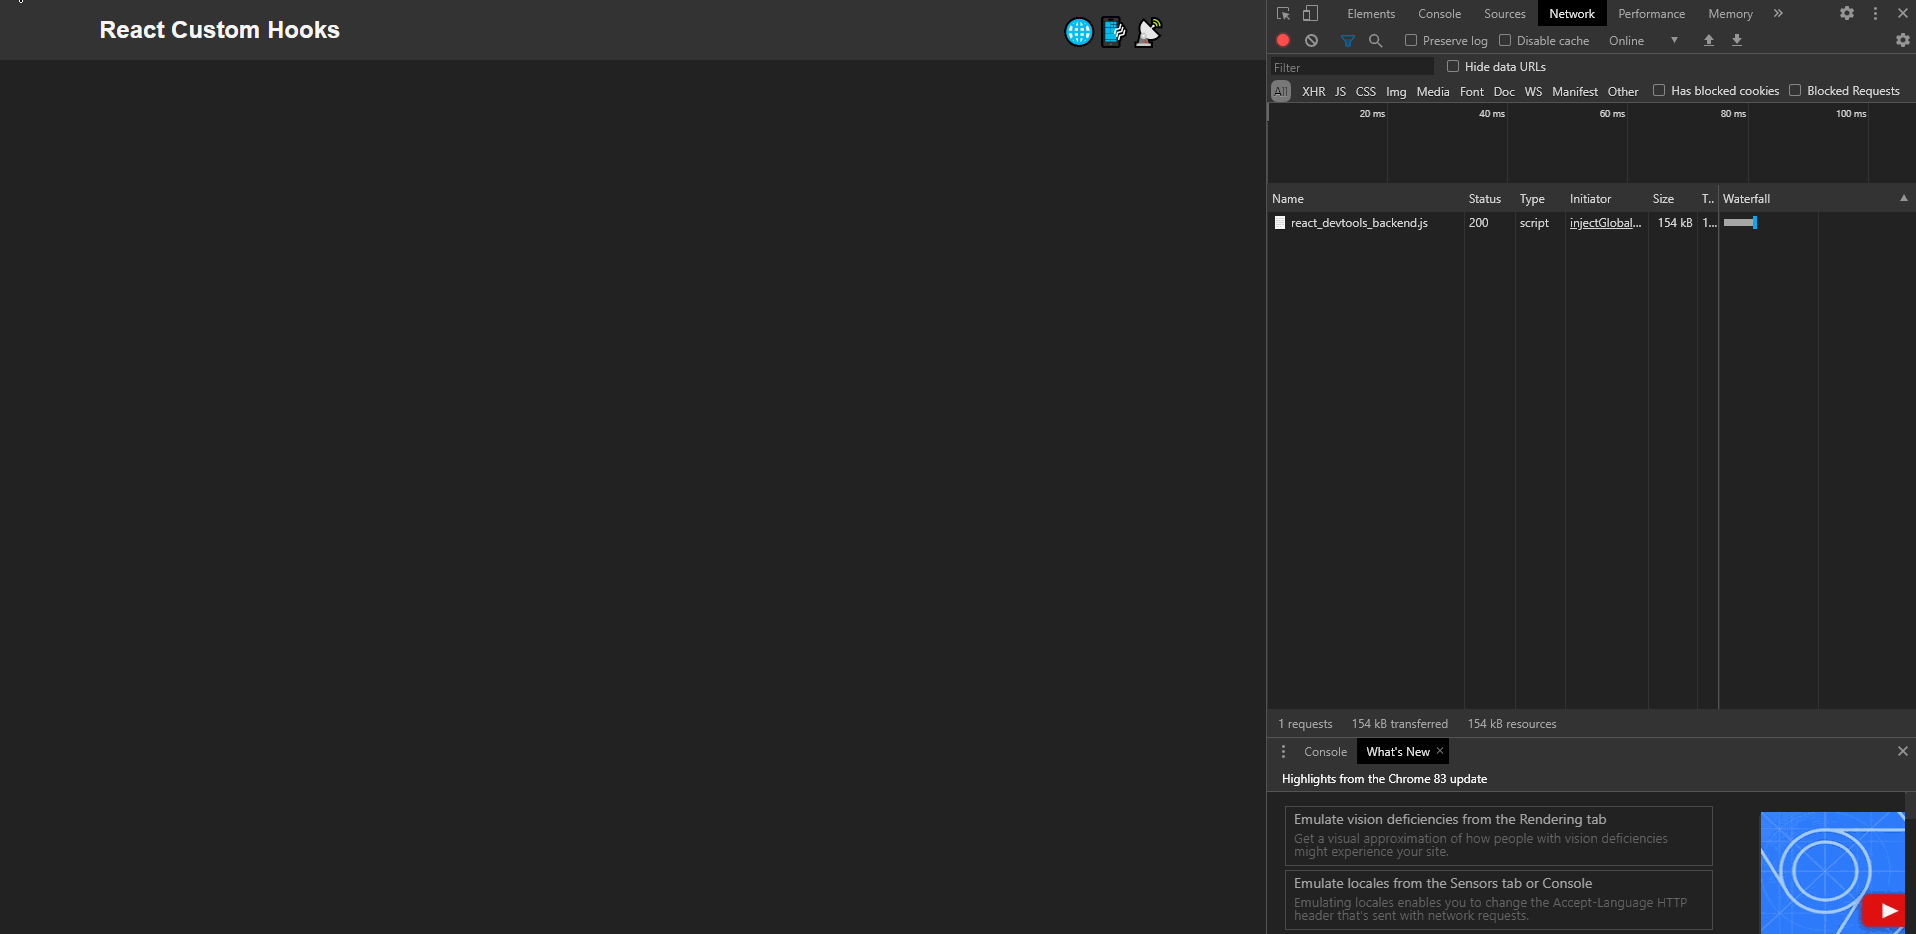 React Custom Hooks
Elements Console Sources Network Performance Memory »
Preserve log Disable cache Online
Filter Hide data URLs
All XHR JS CSS Img Media Font Doc WS Manifest Other Has blocked cookies Blocked Requests
20 ms 40 ms 60 ms 80 ms 100 ms
Name Status Type Initiator Size T.. Waterfall
react_devtools_backend.js 200 script injectGlobal... 154 kB 1...
1 requests 154 kB transferred 154 kB resources
Console What's New ×
Highlights from the Chrome 83 update
Emulate vision deficiencies from the Rendering tab
Get a visual approximation of how people with vision deficiencies
might experience your site.
Emulate locales from the Sensors tab or Console
Emulating locales enables you to change the Accept-Language HTTP
header that's sent with network requests.